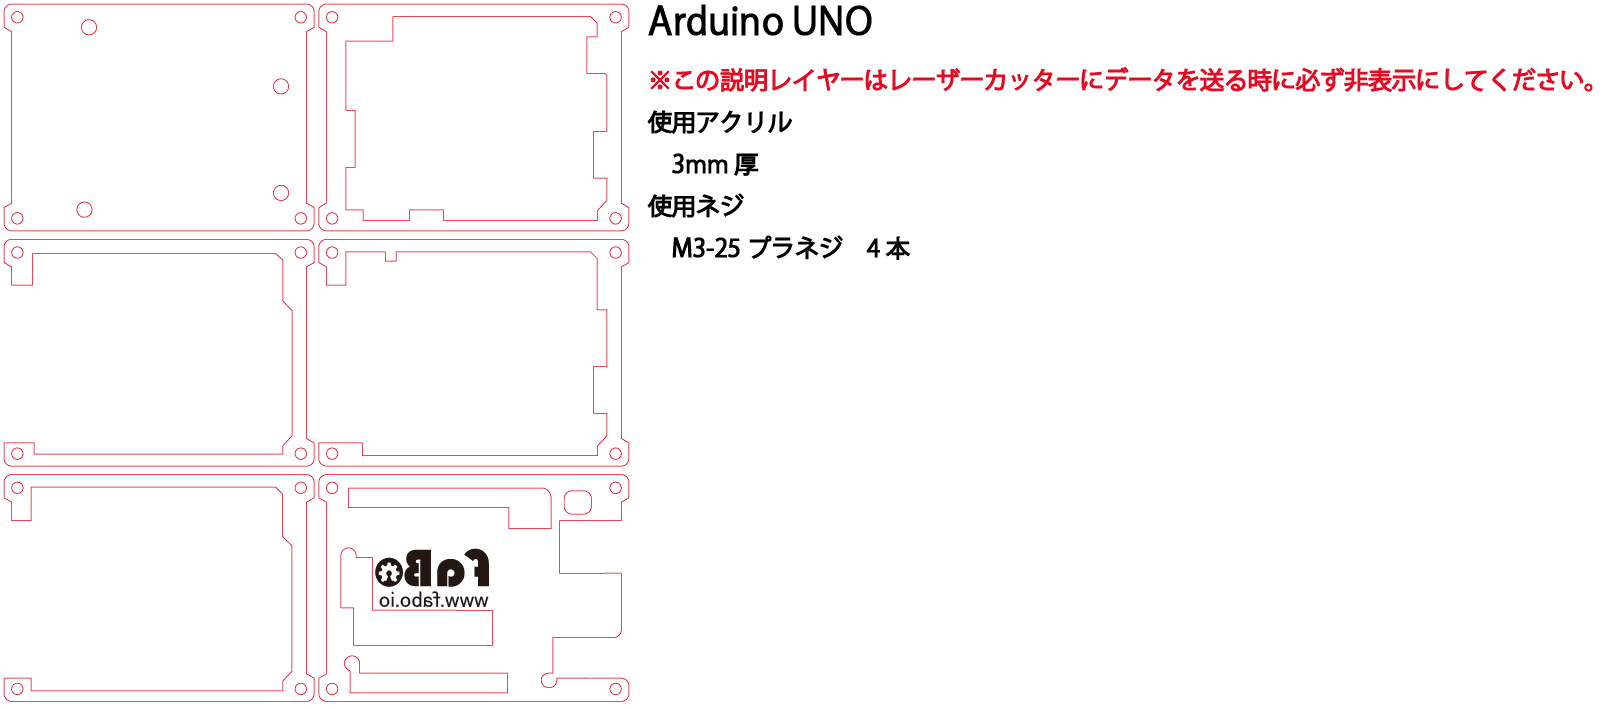 Arduino UNO
※この説明レイヤーはレーザーカッターにデータを送る時に必ず非表示にしてください。
使用アクリル
3mm 厚
使用ネジ
M3-25 プラネジ　4 本
FaBo
www.fabo.io